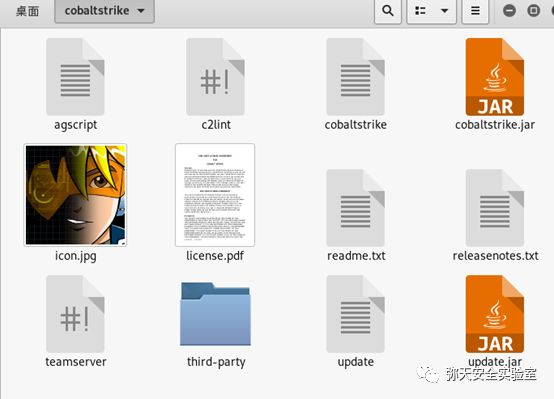 桌面
cobaltstrike
#!
JAR
agscript
c2lint
cobaltstrike
cobaltstrike.jar
icon.jpg
license.pdf
readme.txt
releasenotes.txt
#!
JAR
teamserver
third-party
update
update.jar
弥天安全实验室